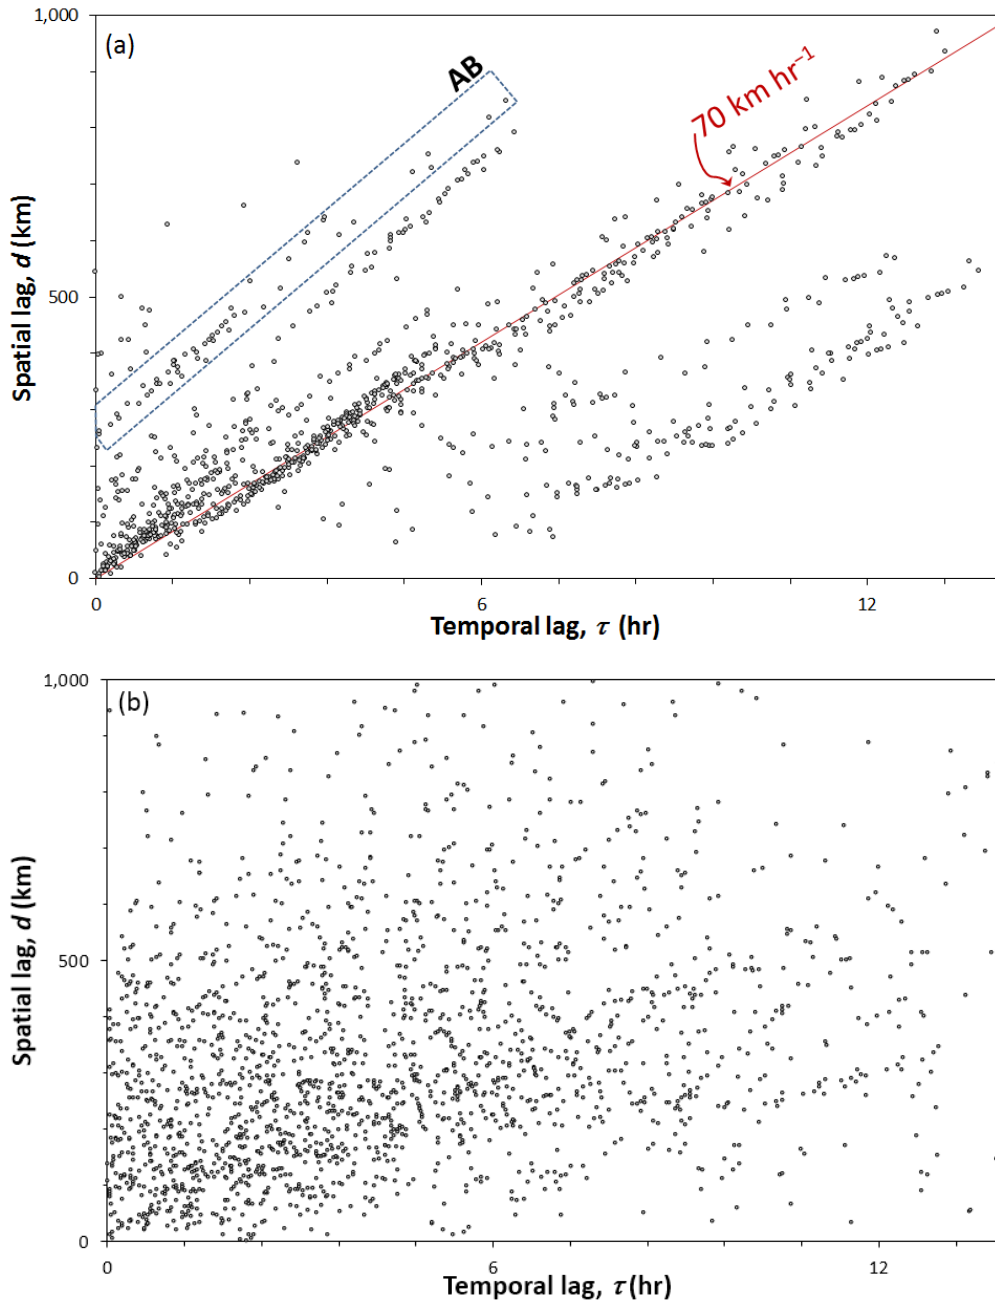 1,000
(a)
AB
70 km hr⁻¹
Spatial lag, d (km)
500
0
0
6
12
Temporal lag, τ (hr)
1,000
(b)
Spatial lag, d (km)
500
0
0
6
12
Temporal lag, τ (hr)